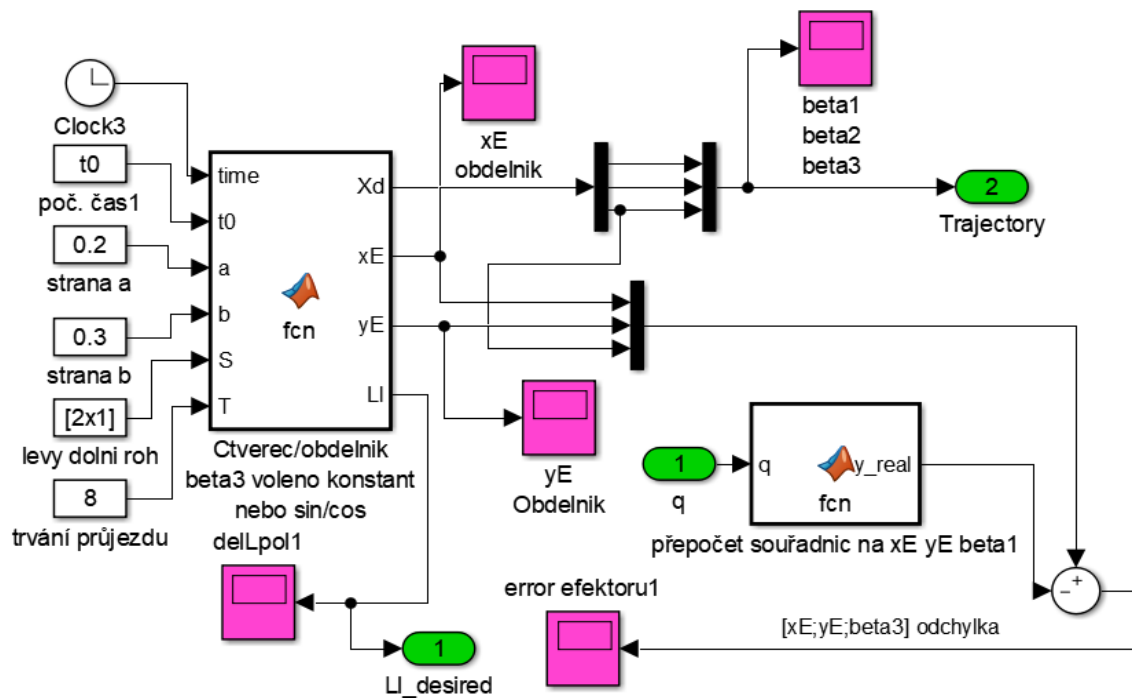 Clock3
t0
poč. čas1
0.2
strana a
0.3
strana b
[2x1]
levy dolni roh
8
trvání průjezdu
time
t0
a
b
S
T
fcn
Xd
xE
yE
Ll
Ctverec/obdelnik
beta3 voleno konstant
nebo sin/cos
xE
obdelnik
beta1
beta2
beta3
2
Trajectory
yE
Obdelnik
1
q
q
fcn
y_real
přepočet souřadnic na xE yE beta1
delLpol1
1
Ll_desired
error efektoru1
[xE;yE;beta3] odchylka
+
−